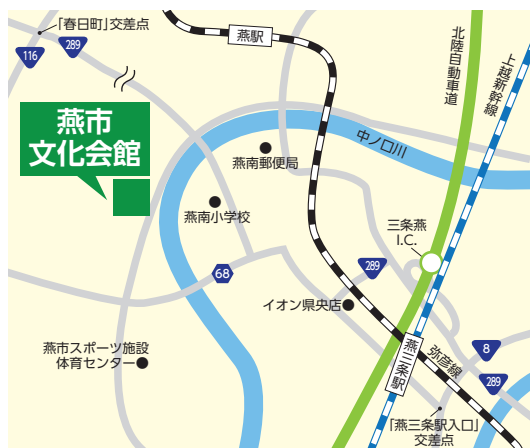 「春日町」交差点
116
289
燕駅
北陸自動車道
上越新幹線
燕市
文化会館
中ノ口川
燕南郵便局
燕南小学校
三条燕
I.C.
68
289
イオン県央店
燕市スポーツ施設
体育センター
燕三条駅
弥彦線
8
289
「燕三条駅入口」
交差点